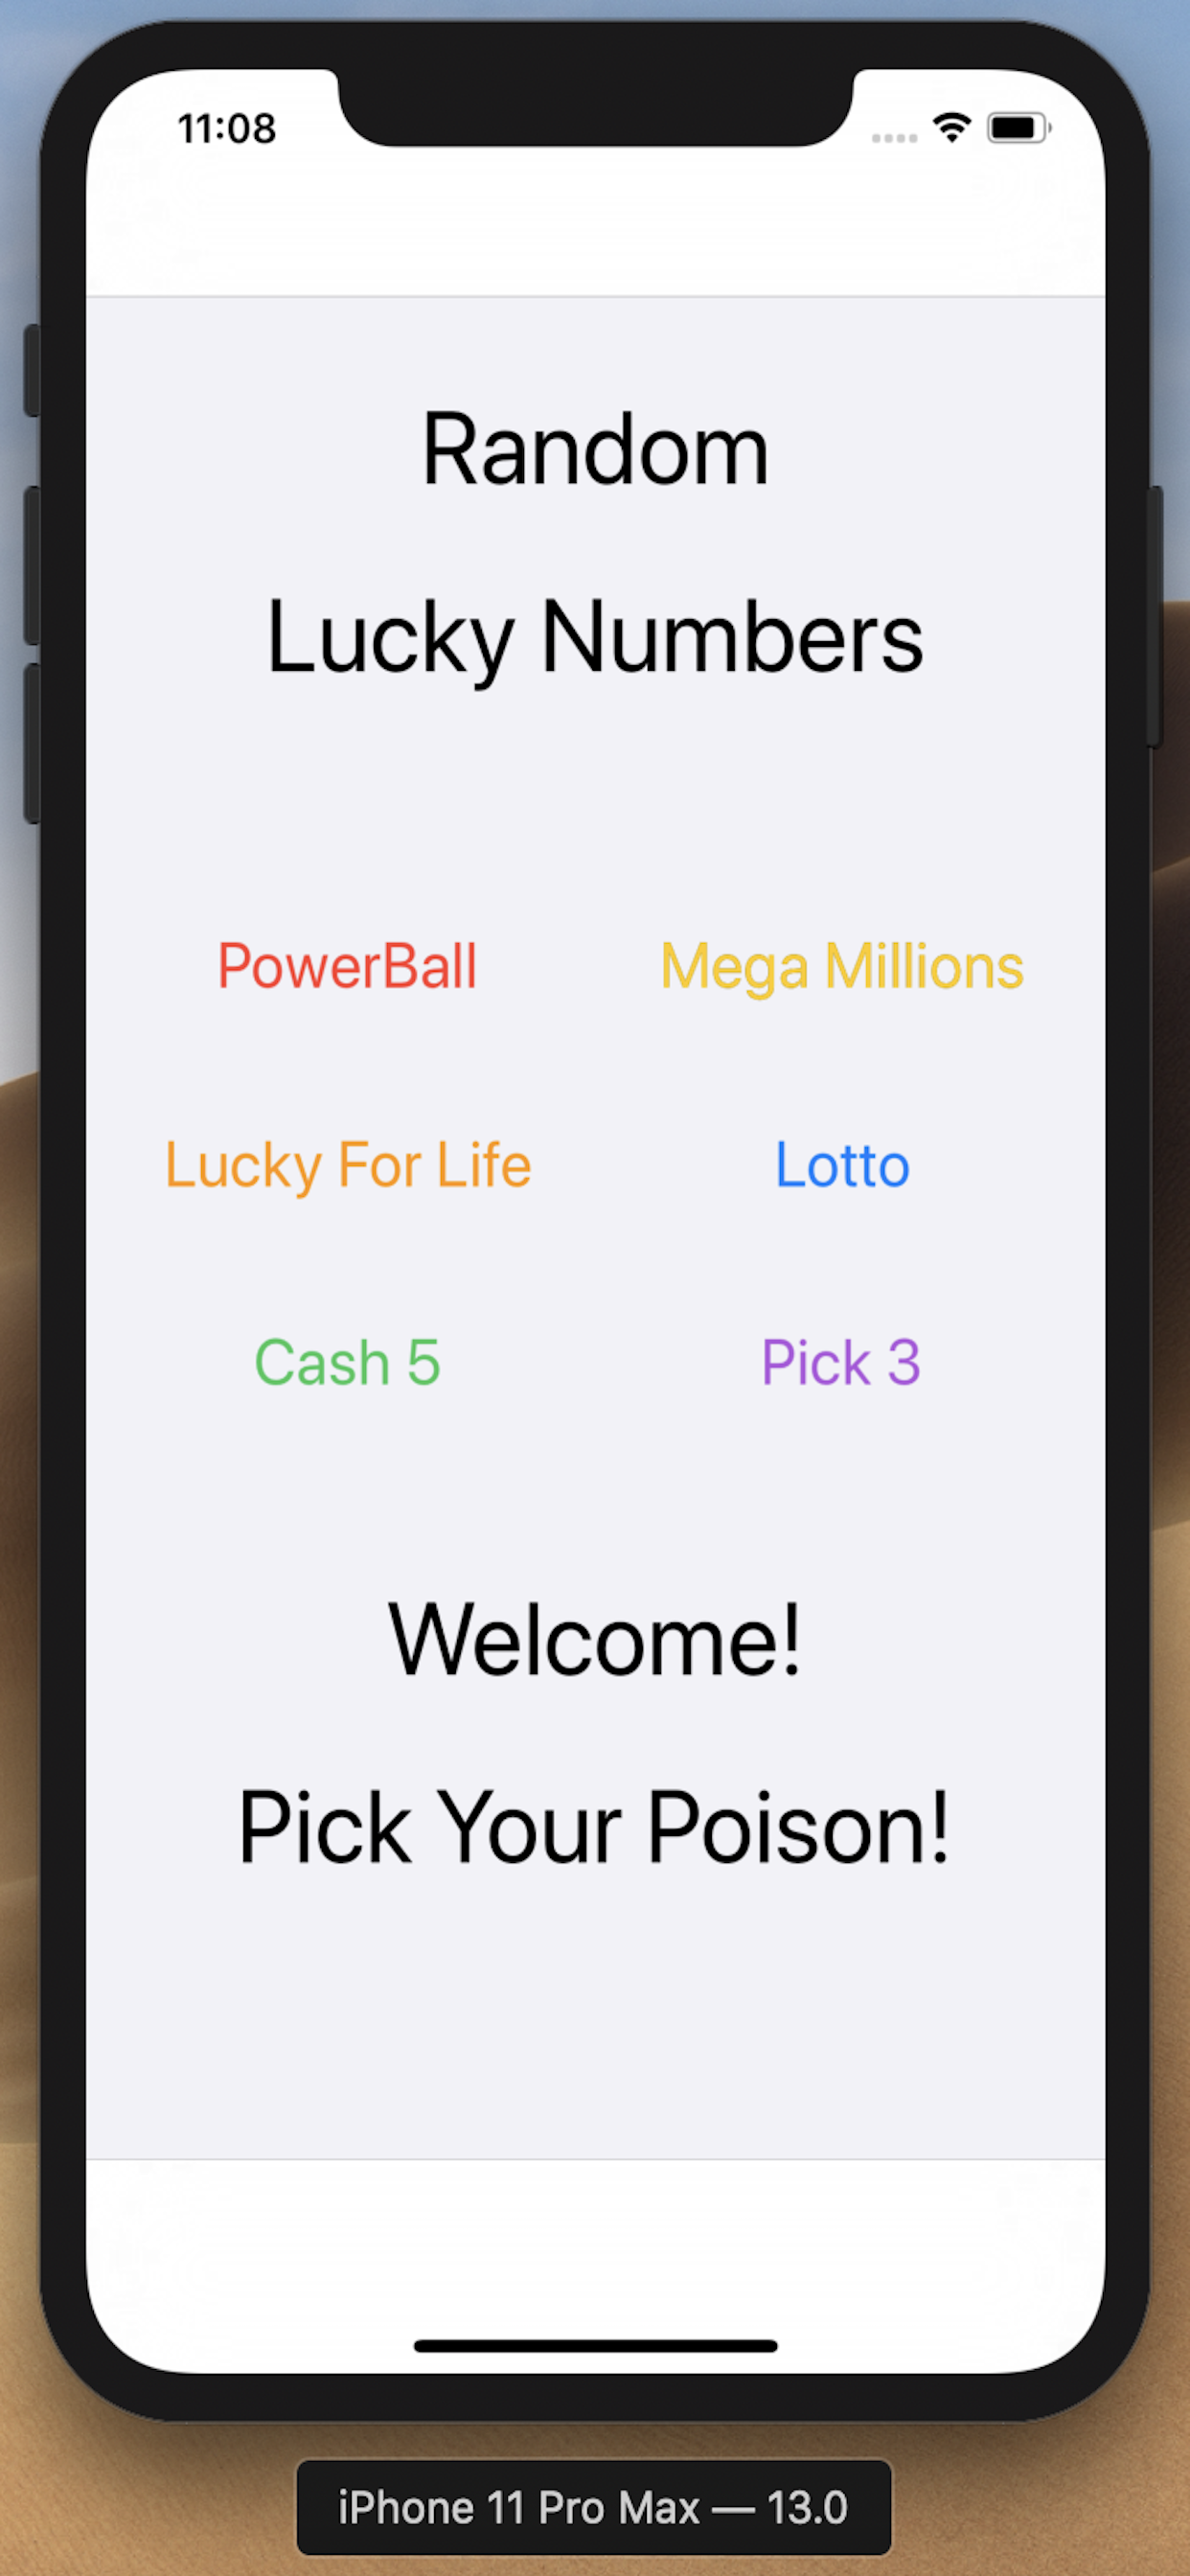 11:08
Random
Lucky Numbers
PowerBall Mega Millions
Lucky For Life Lotto
Cash 5 Pick 3
Welcome!
Pick Your Poison!
iPhone 11 Pro Max — 13.0